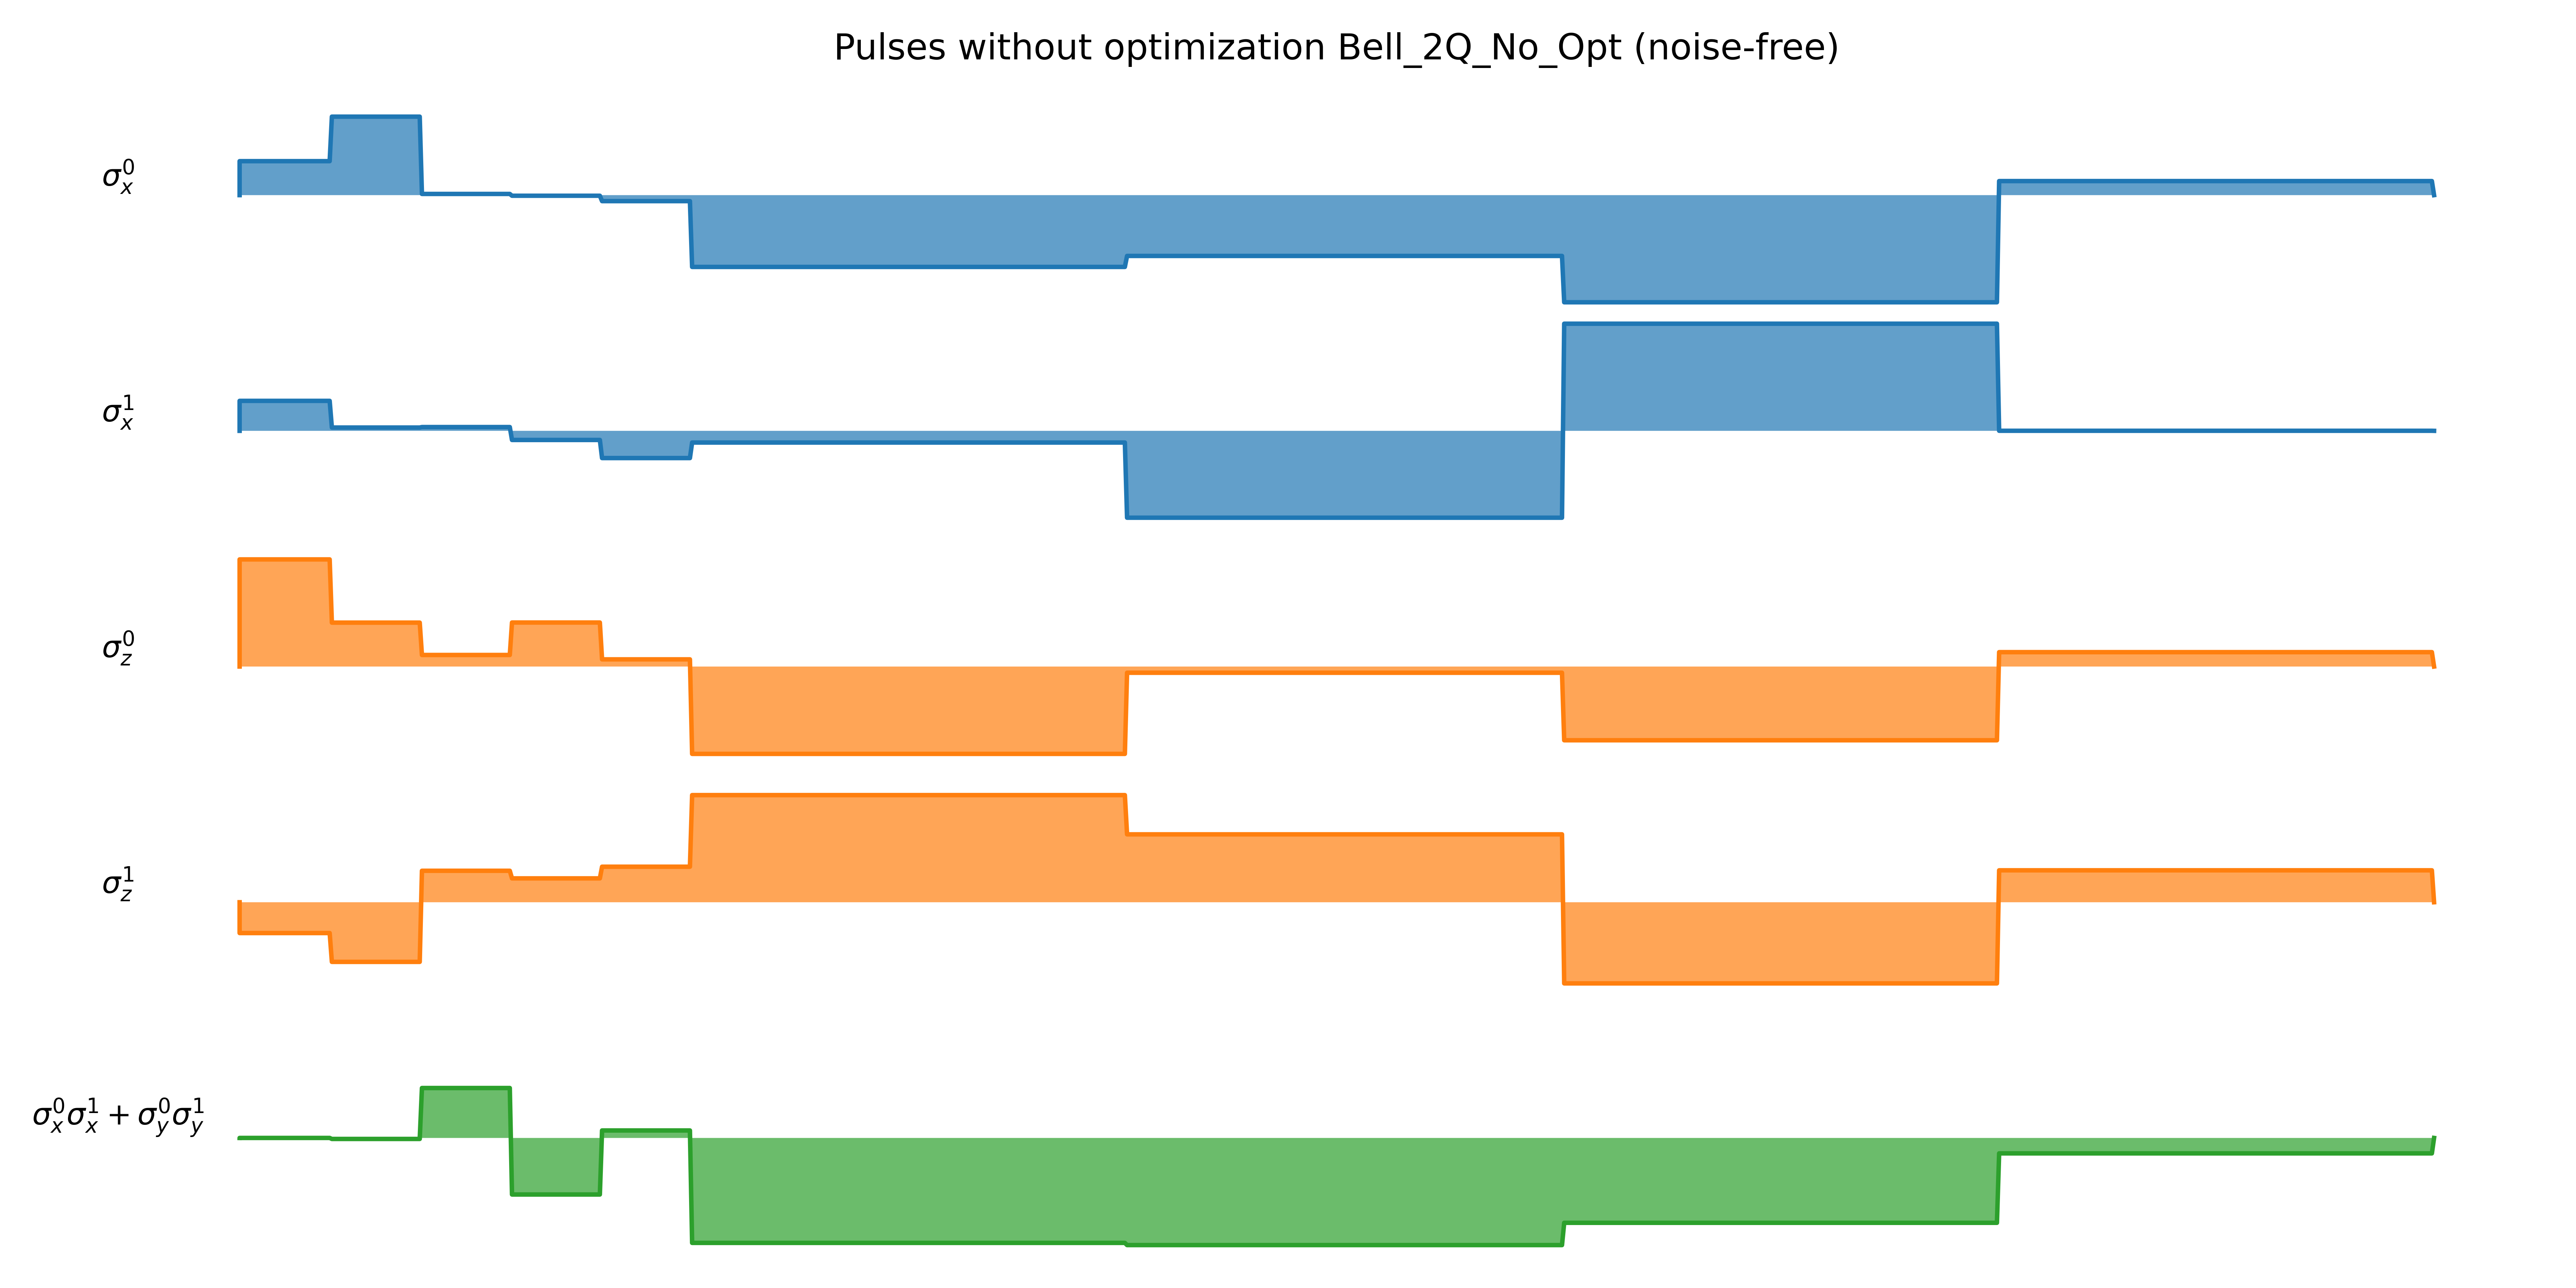 Pulses without optimization Bell_2Q_No_Opt (noise-free)
σ_x^0
σ_x^1
σ_z^0
σ_z^1
σ_x^0σ_x^1 + σ_y^0σ_y^1